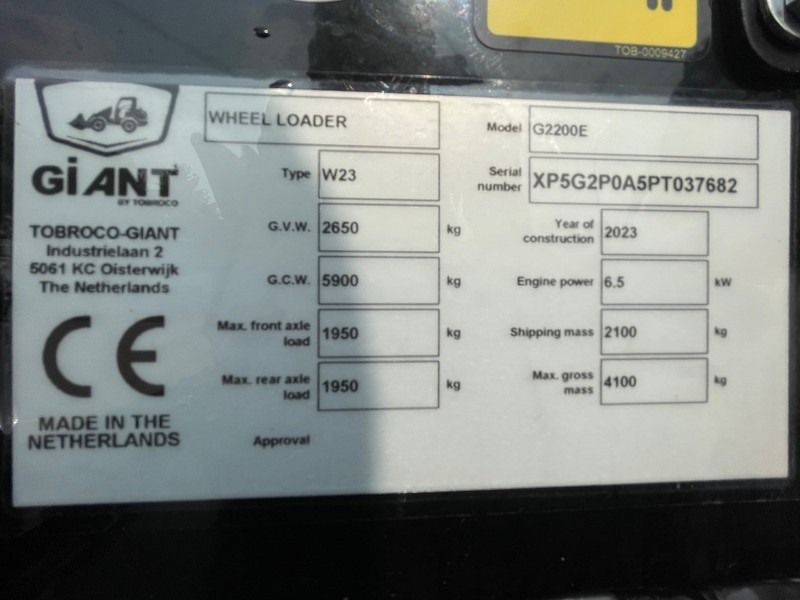 TOB-0009427
GiANT
BY TOBROCO
TOBROCO-GIANT
Industrielaan 2
5061 KC Oisterwijk
The Netherlands
CE
MADE IN THE
NETHERLANDS
WHEEL LOADER
Type W23
G.V.W. 2650 kg
G.C.W. 5900 kg
Max. front axle
load 1950 kg
Max. rear axle
load 1950 kg
Approval
Model G2200E
Serial
number XP5G2P0A5PT037682
Year of
construction 2023
Engine power 6.5 kW
Shipping mass 2100 kg
Max. gross
mass 4100 kg